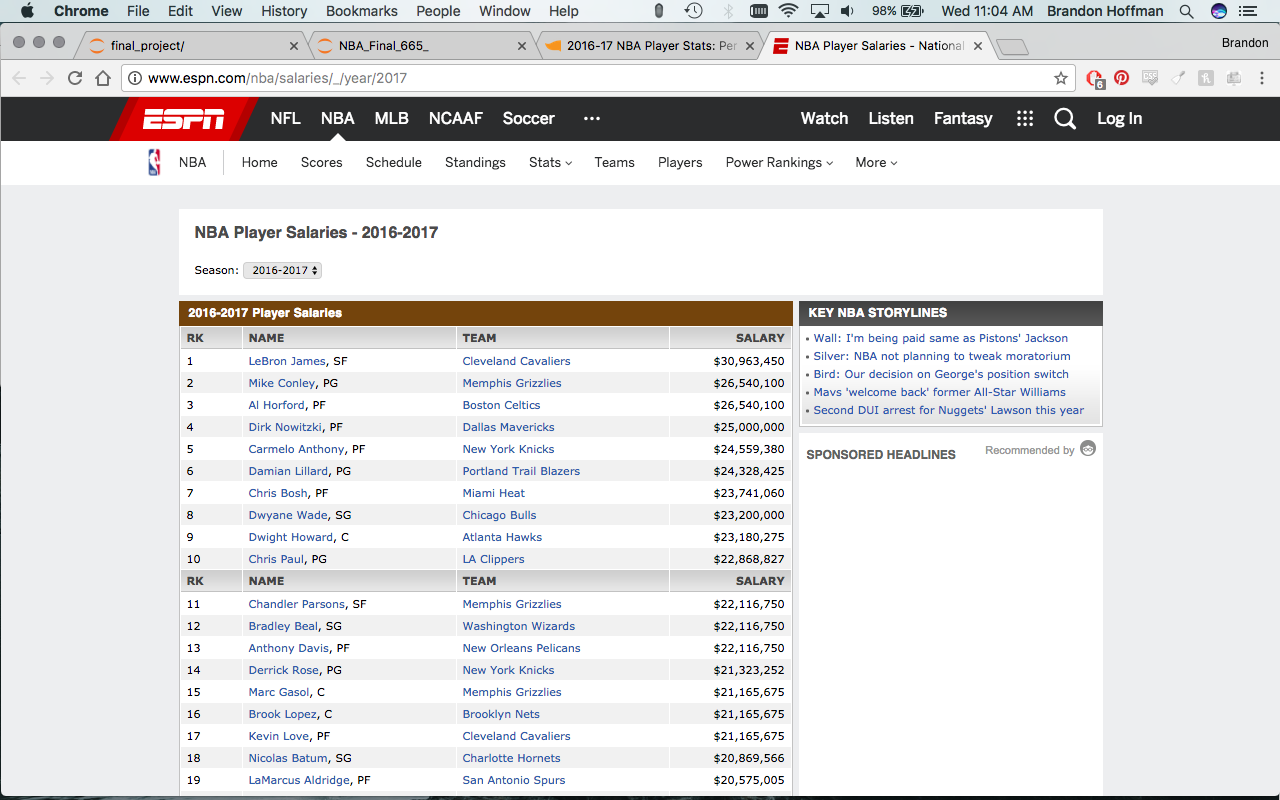 Chrome File Edit View History Bookmarks People Window Help 98% Wed 11:04 AM Brandon Hoffman
final_project/ NBA_Final_665_ 2016-17 NBA Player Stats: Per NBA Player Salaries - National Brandon
www.espn.com/nba/salaries/_/year/2017 6 CSS
ESPN NFL NBA MLB NCAAF Soccer ••• Watch Listen Fantasy Log In
NBA Home Scores Schedule Standings Stats Teams Players Power Rankings More
NBA Player Salaries - 2016-2017
Season: 2016-2017
2016-2017 Player Salaries
RK NAME TEAM SALARY
1 LeBron James, SF Cleveland Cavaliers $30,963,450
2 Mike Conley, PG Memphis Grizzlies $26,540,100
3 Al Horford, PF Boston Celtics $26,540,100
4 Dirk Nowitzki, PF Dallas Mavericks $25,000,000
5 Carmelo Anthony, PF New York Knicks $24,559,380
6 Damian Lillard, PG Portland Trail Blazers $24,328,425
7 Chris Bosh, PF Miami Heat $23,741,060
8 Dwyane Wade, SG Chicago Bulls $23,200,000
9 Dwight Howard, C Atlanta Hawks $23,180,275
10 Chris Paul, PG LA Clippers $22,868,827
RK NAME TEAM SALARY
11 Chandler Parsons, SF Memphis Grizzlies $22,116,750
12 Bradley Beal, SG Washington Wizards $22,116,750
13 Anthony Davis, PF New Orleans Pelicans $22,116,750
14 Derrick Rose, PG New York Knicks $21,323,252
15 Marc Gasol, C Memphis Grizzlies $21,165,675
16 Brook Lopez, C Brooklyn Nets $21,165,675
17 Kevin Love, PF Cleveland Cavaliers $21,165,675
18 Nicolas Batum, SG Charlotte Hornets $20,869,566
19 LaMarcus Aldridge, PF San Antonio Spurs $20,575,005
KEY NBA STORYLINES
• Wall: I'm being paid same as Pistons' Jackson
• Silver: NBA not planning to tweak moratorium
• Bird: Our decision on George's position switch
• Mavs 'welcome back' former All-Star Williams
• Second DUI arrest for Nuggets' Lawson this year
SPONSORED HEADLINES Recommended by